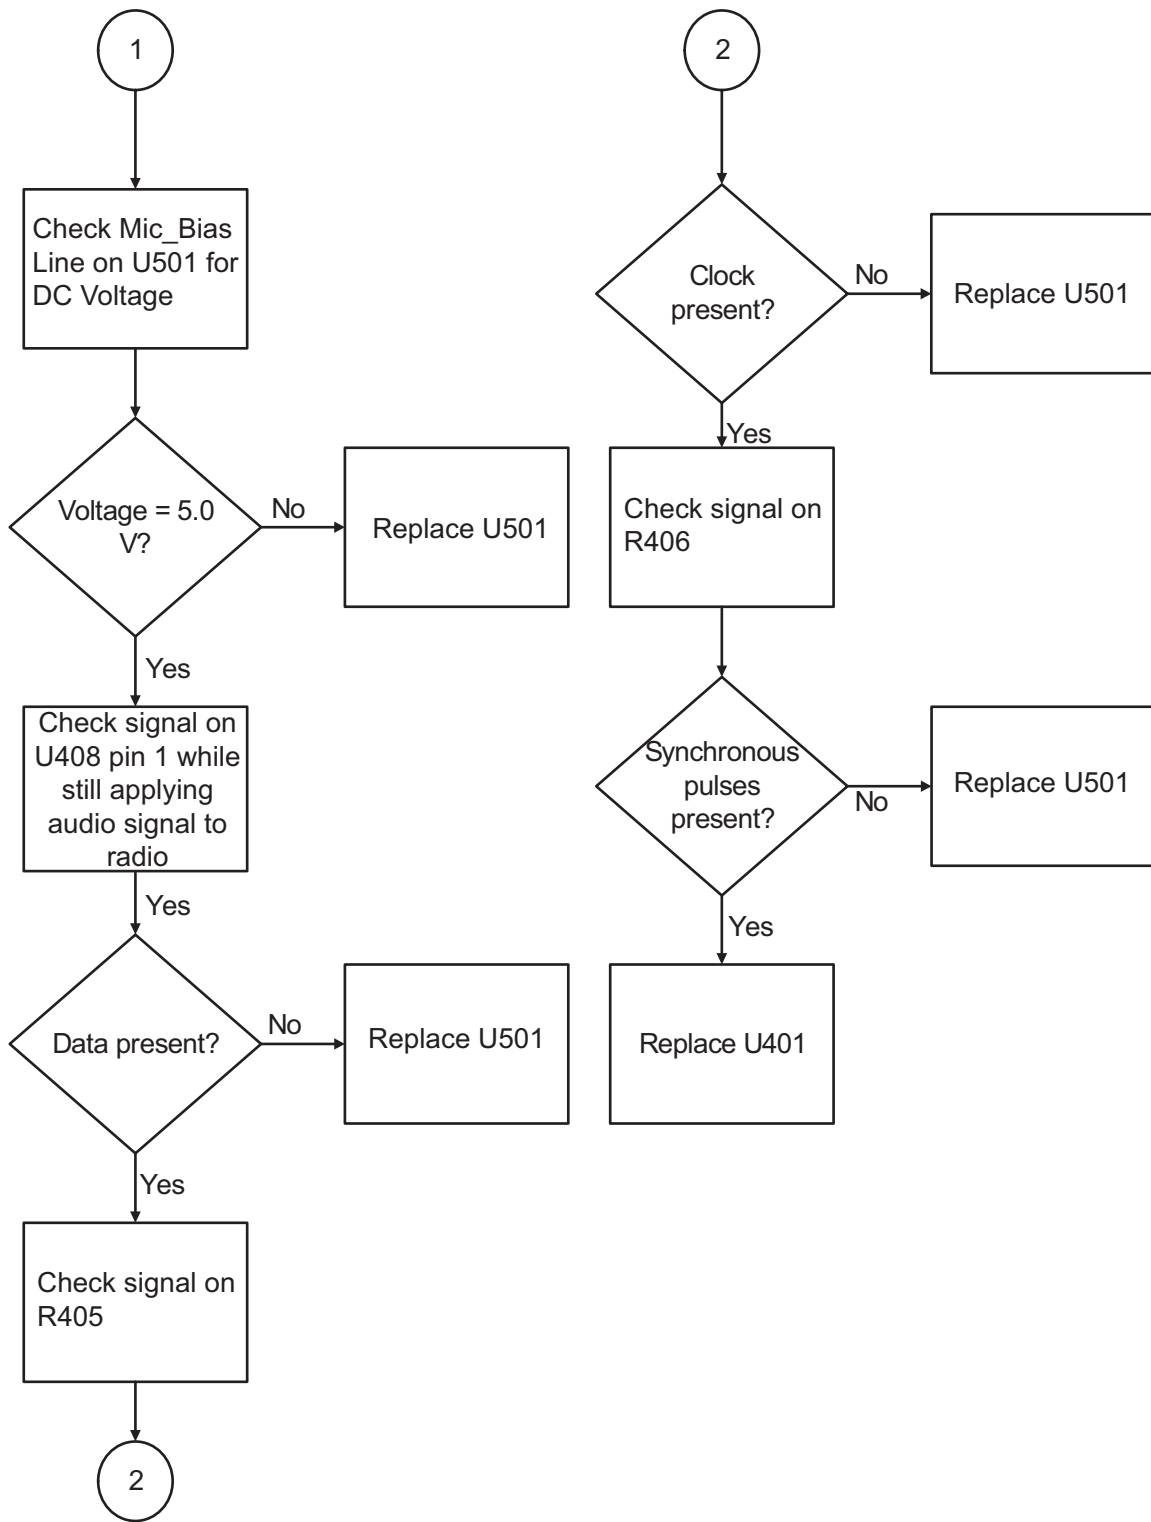 1
Check Mic_Bias
Line on U501 for
DC Voltage
Voltage = 5.0
V?
No
Replace U501
Yes
Check signal on
U408 pin 1 while
still applying
audio signal to
radio
Yes
Data present?
No
Replace U501
Yes
Check signal on
R405
2
2
Clock
present?
No
Replace U501
Yes
Check signal on
R406
Synchronous
pulses
present?
No
Replace U501
Yes
Replace U401